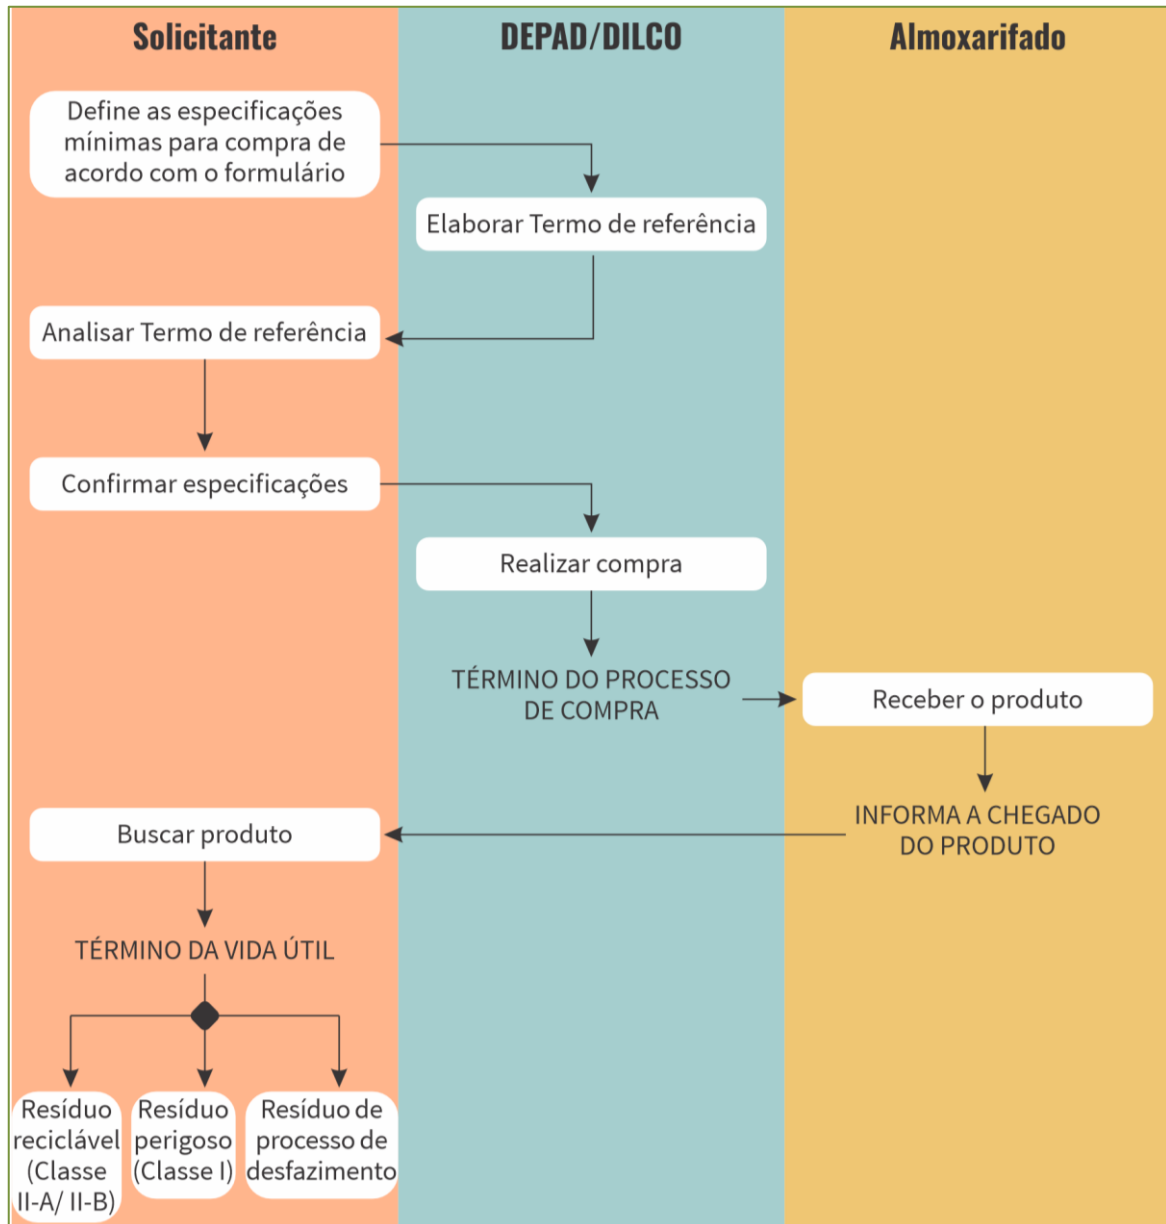 Solicitante
DEPAD/DILCO
Almoxarifado
Define as especificações
mínimas para compra de
acordo com o formulário
Elaborar Termo de referência
Analisar Termo de referência
Confirmar especificações
Realizar compra
TÉRMINO DO PROCESSO
DE COMPRA
Receber o produto
INFORMA A CHEGADO
DO PRODUTO
Buscar produto
TÉRMINO DA VIDA ÚTIL
Resíduo
reciclável
(Classe
II-A/ II-B)
Resíduo
perigoso
(Classe I)
Resíduo de
processo de
desfazimento